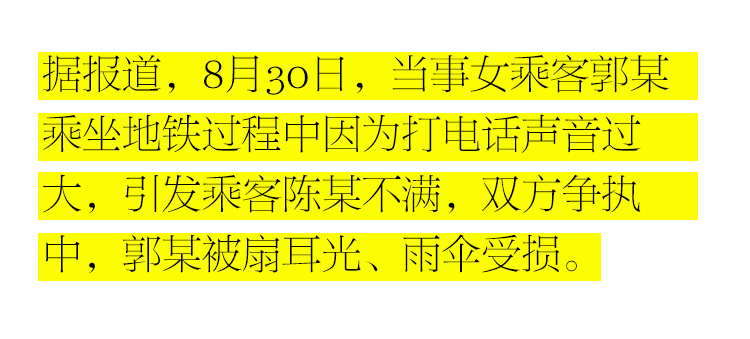 据报道，8月30日，当事女乘客郭某
乘坐地铁过程中因为打电话声音过
大，引发乘客陈某不满，双方争执
中，郭某被扇耳光、雨伞受损。